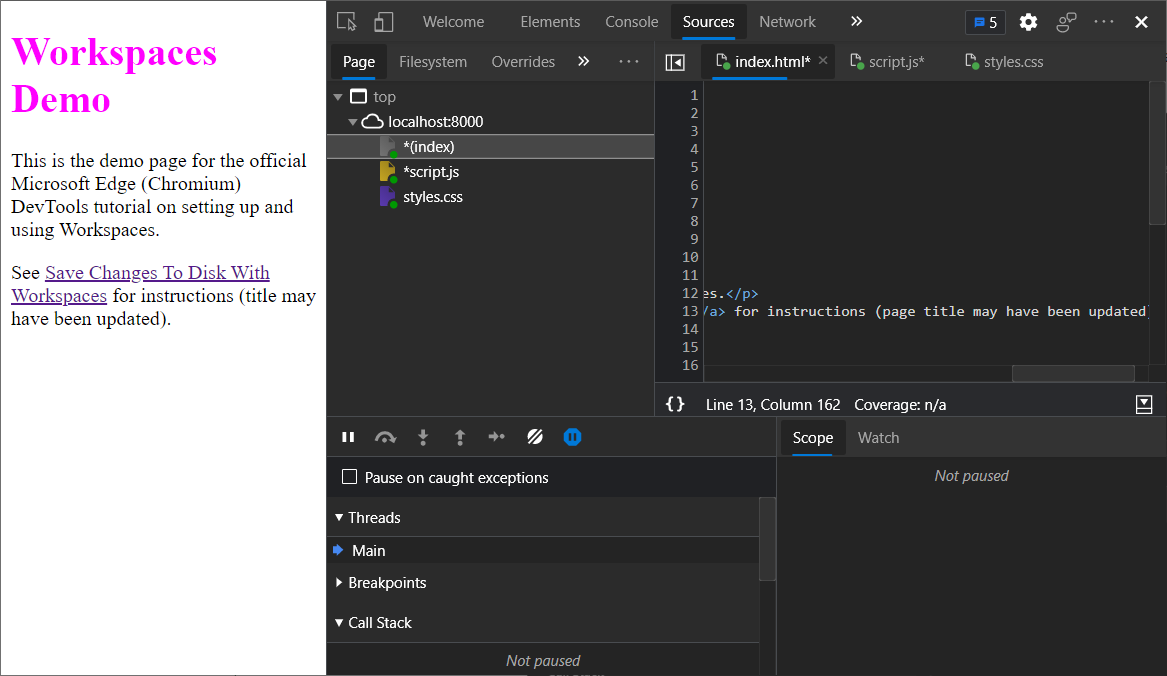 Workspaces
Demo
This is the demo page for the official
Microsoft Edge (Chromium)
DevTools tutorial on setting up and
using Workspaces.
See Save Changes To Disk With
Workspaces for instructions (title may
have been updated).
Welcome Elements Console Sources Network 5
Page Filesystem Overrides
top
localhost:8000
*(index)
*script.js
styles.css
index.html* script.js* styles.css
1
2
3
4
5
6
7
8
9
10
11
12 es.</p>
13 /a> for instructions (page title may have been updated)
14
15
16
{} Line 13, Column 162 Coverage: n/a
Pause on caught exceptions
Threads
Main
Breakpoints
Call Stack
Not paused
Scope Watch
Not paused